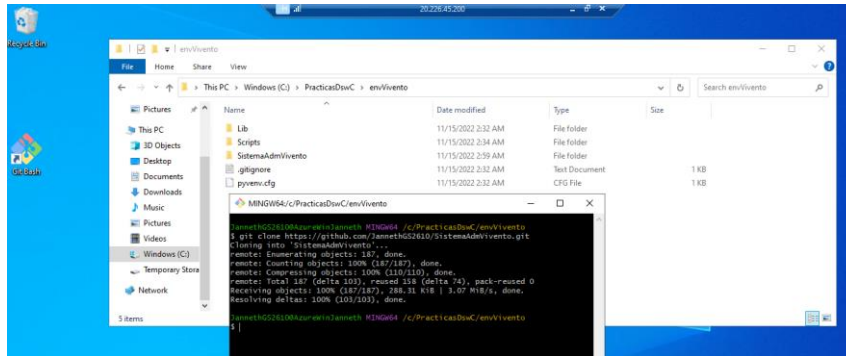 20.226.45.200
Recycle Bin
envVivento
File Home Share View
This PC > Windows (C:) > PracticasDswC > envVivento
Search envVivento
Pictures
Name Date modified Type Size
This PC
Lib 11/15/2022 2:32 AM File folder
3D Objects
Scripts 11/15/2022 2:34 AM File folder
Desktop
SistemaAdmVivento 11/15/2022 2:59 AM File folder
Documents
.gitignore 11/15/2022 2:32 AM Text Document 1 KB
Downloads
pyvenv.cfg 11/15/2022 2:32 AM CFG File 1 KB
Git Bash
Music
Pictures
Videos
Windows (C:)
Temporary Stora
Network
5 items
MINGW64:/c/PracticasDswC/envVivento
JannethGS2610@AzureWinJanneth MINGW64 /c/PracticasDswC/envVivento
$ git clone https://github.com/JannethGS2610/SistemaAdmVivento.git
Cloning into 'SistemaAdmVivento'...
remote: Enumerating objects: 187, done.
remote: Counting objects: 100% (187/187), done.
remote: Compressing objects: 100% (110/110), done.
remote: Total 187 (delta 103), reused 158 (delta 74), pack-reused 0
Receiving objects: 100% (187/187), 288.31 KiB | 3.07 MiB/s, done.
Resolving deltas: 100% (103/103), done.
JannethGS2610@AzureWinJanneth MINGW64 /c/PracticasDswC/envVivento
$